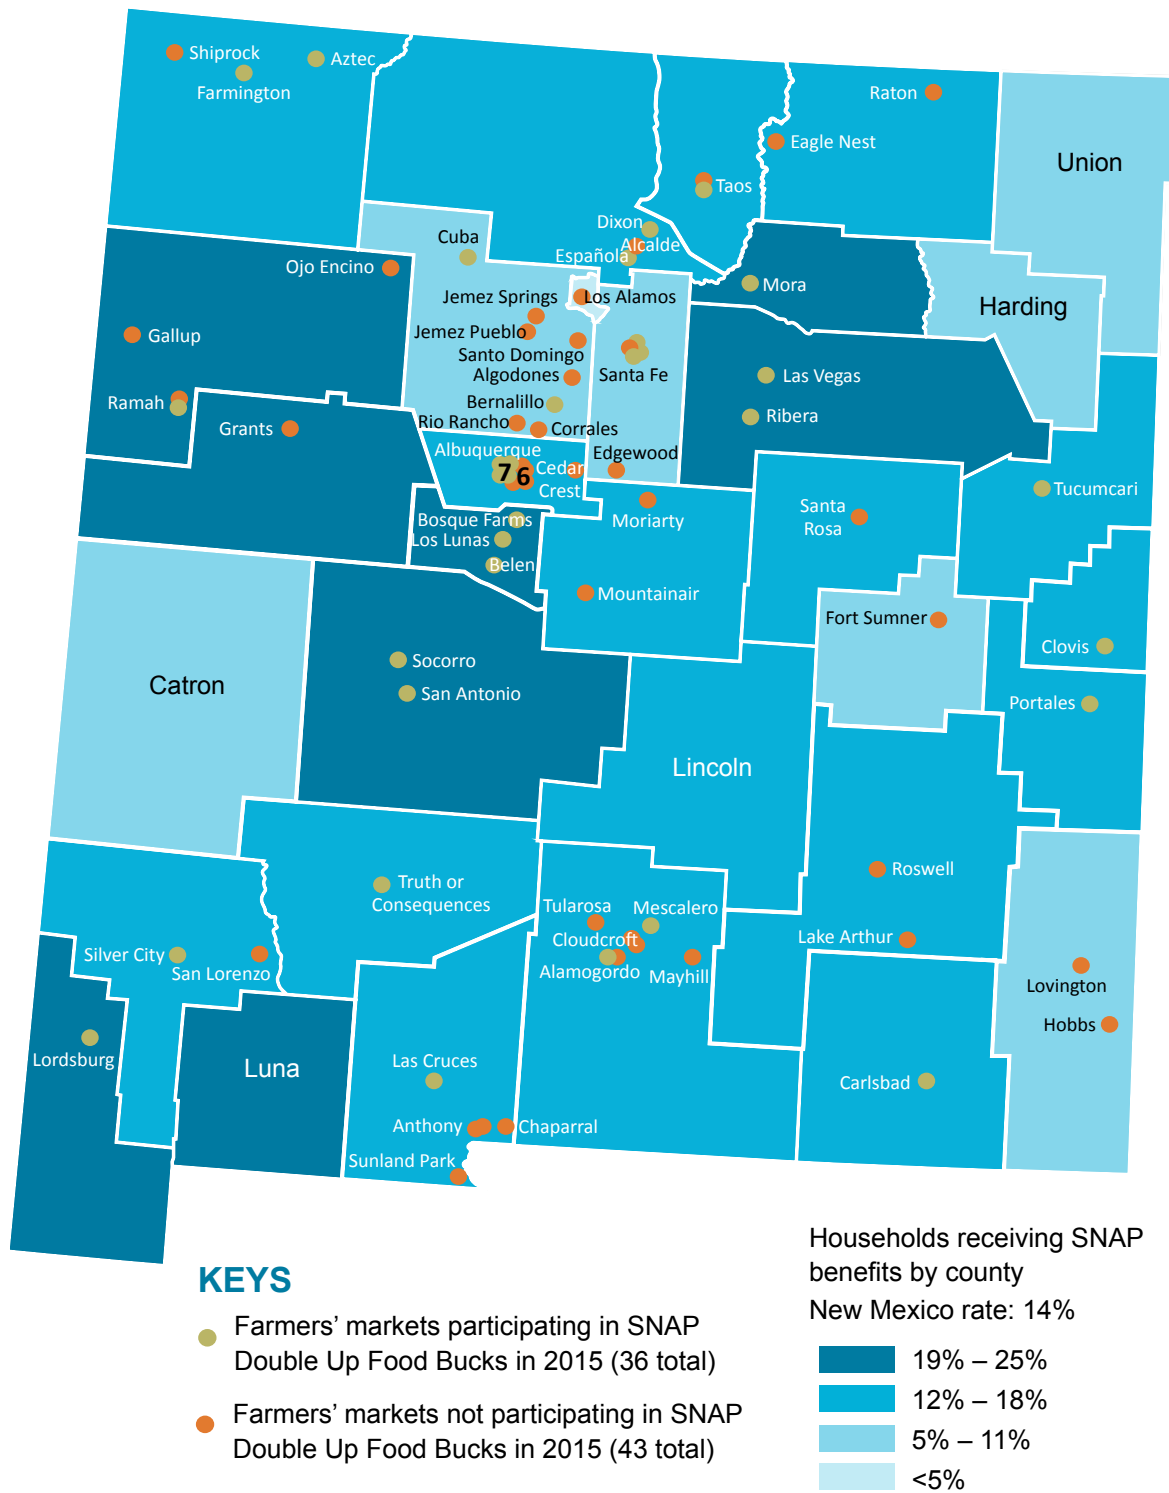 Shiprock
Aztec
Farmington
Raton
Eagle Nest
Union
Taos
Dixon
Alcalde
Española
Cuba
Ojo Encino
Mora
Jemez Springs
Los Alamos
Harding
Gallup
Jemez Pueblo
Santo Domingo
Algodones
Santa Fe
Las Vegas
Ramah
Bernalillo
Ribera
Grants
Rio Rancho
Corrales
Albuquerque
Edgewood
7
6
Cedar
Crest
Tucumcari
Moriarty
Santa
Rosa
Bosque Farms
Los Lunas
Belen
Mountainair
Fort Sumner
Clovis
Socorro
Catron
San Antonio
Portales
Lincoln
Roswell
Truth or
Consequences
Tularosa
Mescalero
Cloudcroft
Lake Arthur
Silver City
San Lorenzo
Alamogordo
Mayhill
Lovington
Hobbs
Lordsburg
Luna
Las Cruces
Carlsbad
Anthony
Chaparral
Sunland Park
KEYS
Farmers’ markets participating in SNAP
Double Up Food Bucks in 2015 (36 total)
Farmers’ markets not participating in SNAP
Double Up Food Bucks in 2015 (43 total)
Households receiving SNAP
benefits by county
New Mexico rate: 14%
19% – 25%
12% – 18%
5% – 11%
<5%